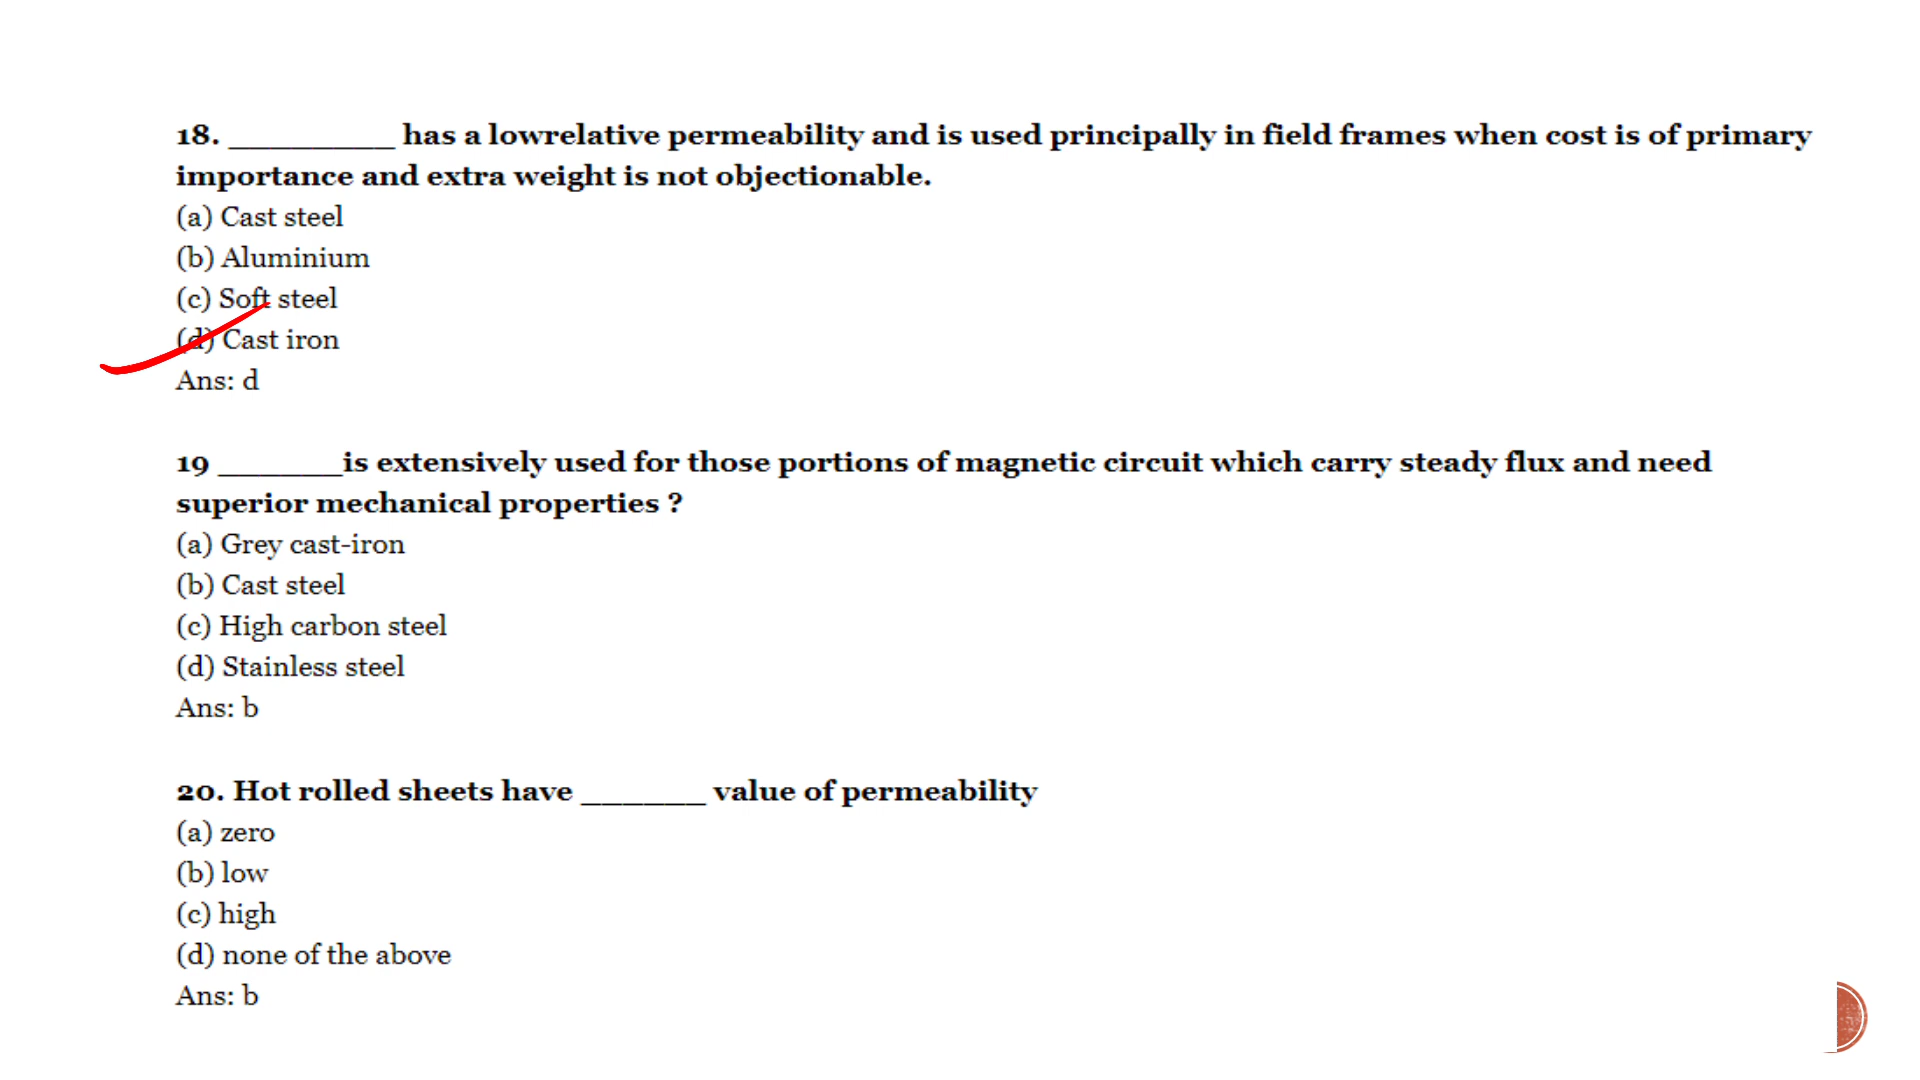 18. ________ has a lowrelative permeability and is used principally in field frames when cost is of primary
importance and extra weight is not objectionable.
(a) Cast steel
(b) Aluminium
(c) Soft steel
(d) Cast iron
Ans: d
19 ______is extensively used for those portions of magnetic circuit which carry steady flux and need
superior mechanical properties ?
(a) Grey cast-iron
(b) Cast steel
(c) High carbon steel
(d) Stainless steel
Ans: b
20. Hot rolled sheets have ______ value of permeability
(a) zero
(b) low
(c) high
(d) none of the above
Ans: b